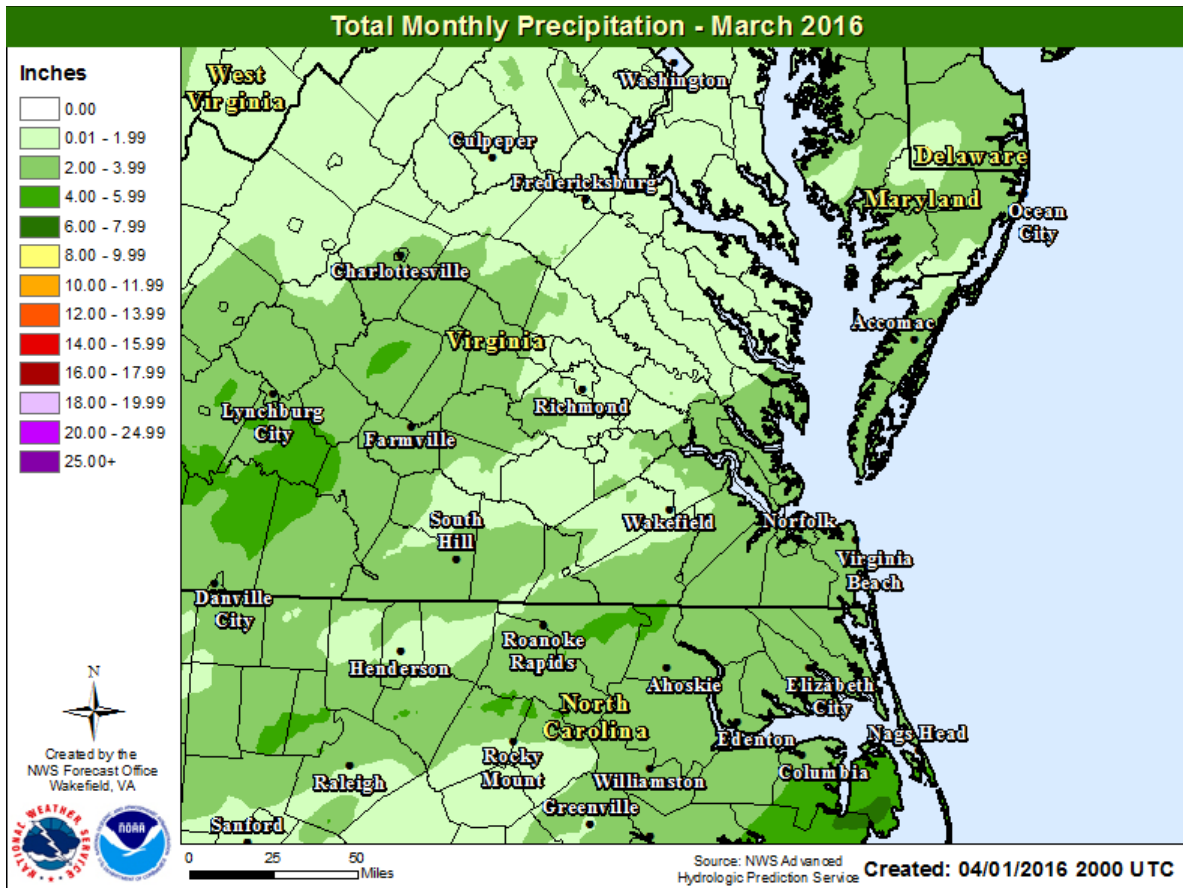 Total Monthly Precipitation - March 2016
Inches
0.00
0.01 - 1.99
2.00 - 3.99
4.00 - 5.99
6.00 - 7.99
8.00 - 9.99
10.00 - 11.99
12.00 - 13.99
14.00 - 15.99
16.00 - 17.99
18.00 - 19.99
20.00 - 24.99
25.00+
West
Virginia
Washington
Culpeper
Fredericksburg
Delaware
Maryland
Ocean
City
Charlottesville
Accomac
Virginia
Richmond
Lynchburg
City
Farmville
South
Hill
Wakefield
Norfolk
Virginia
Beach
Danville
City
Roanoke
Rapids
Henderson
Ahoskie
Elizabeth
City
North
Carolina
Edenton
Nags Head
Rocky
Mount
Raleigh
Williamston
Columbia
Greenville
Sanford
N
Created by the
NWS Forecast Office
Wakefield, VA
NATIONAL WEATHER SERVICE
NOAA
0 25 50
Miles
Source: NWS Advanced
Hydrologic Prediction Service
Created: 04/01/2016 2000 UTC